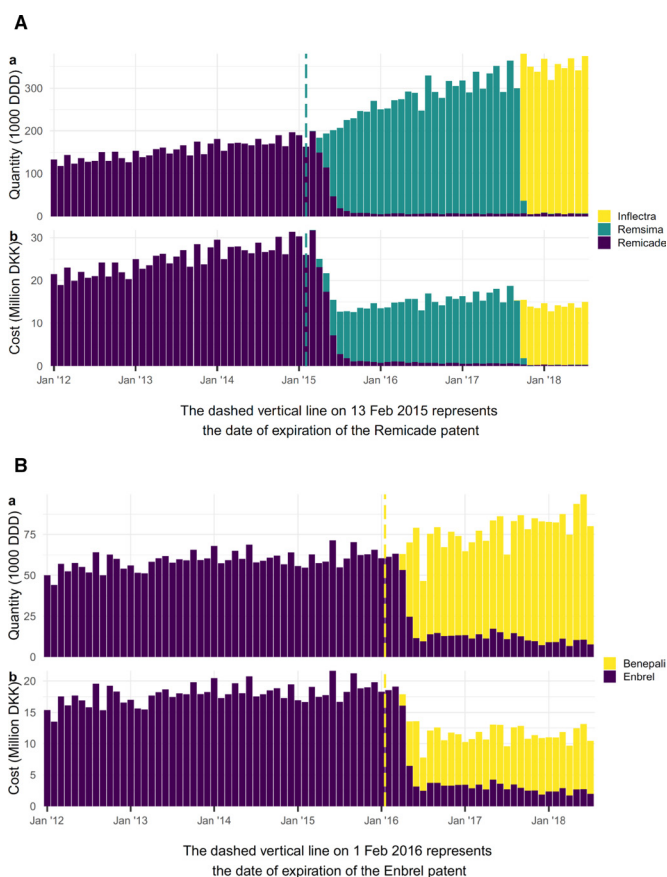 A
a
Quantity (1000 DDD)
300
200
100
0
b
Cost (Million DKK)
30
20
10
0
Jan '12
Jan '13
Jan '14
Jan '15
Jan '16
Jan '17
Jan '18
Inflectra
Remsima
Remicade
The dashed vertical line on 13 Feb 2015 represents
the date of expiration of the Remicade patent
B
a
Quantity (1000 DDD)
75
50
25
0
b
Cost (Million DKK)
20
15
10
5
0
Jan '12
Jan '13
Jan '14
Jan '15
Jan '16
Jan '17
Jan '18
Benepali
Enbrel
The dashed vertical line on 1 Feb 2016 represents
the date of expiration of the Enbrel patent